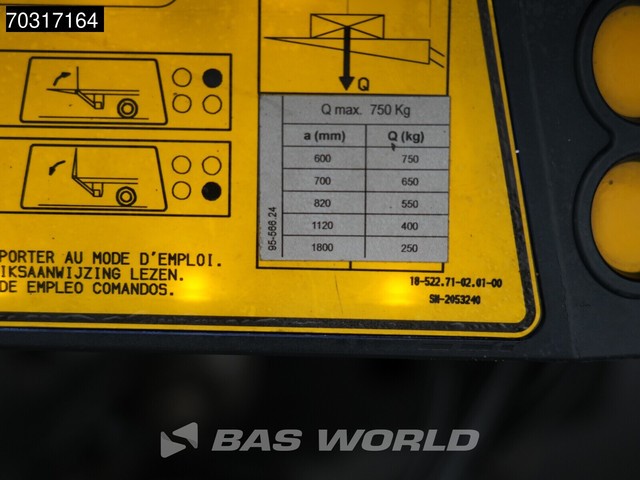 70317164
Q
Q max. 750 Kg
a (mm) Q (kg)
600 750
700 650
820 550
1120 400
1800 250
95-566.24
PORTER AU MODE D'EMPLOI.
IKSAANWIJZING LEZEN.
DE EMPLEO COMANDOS.
18-522.71-02.01-00
SN-2053240
BAS WORLD